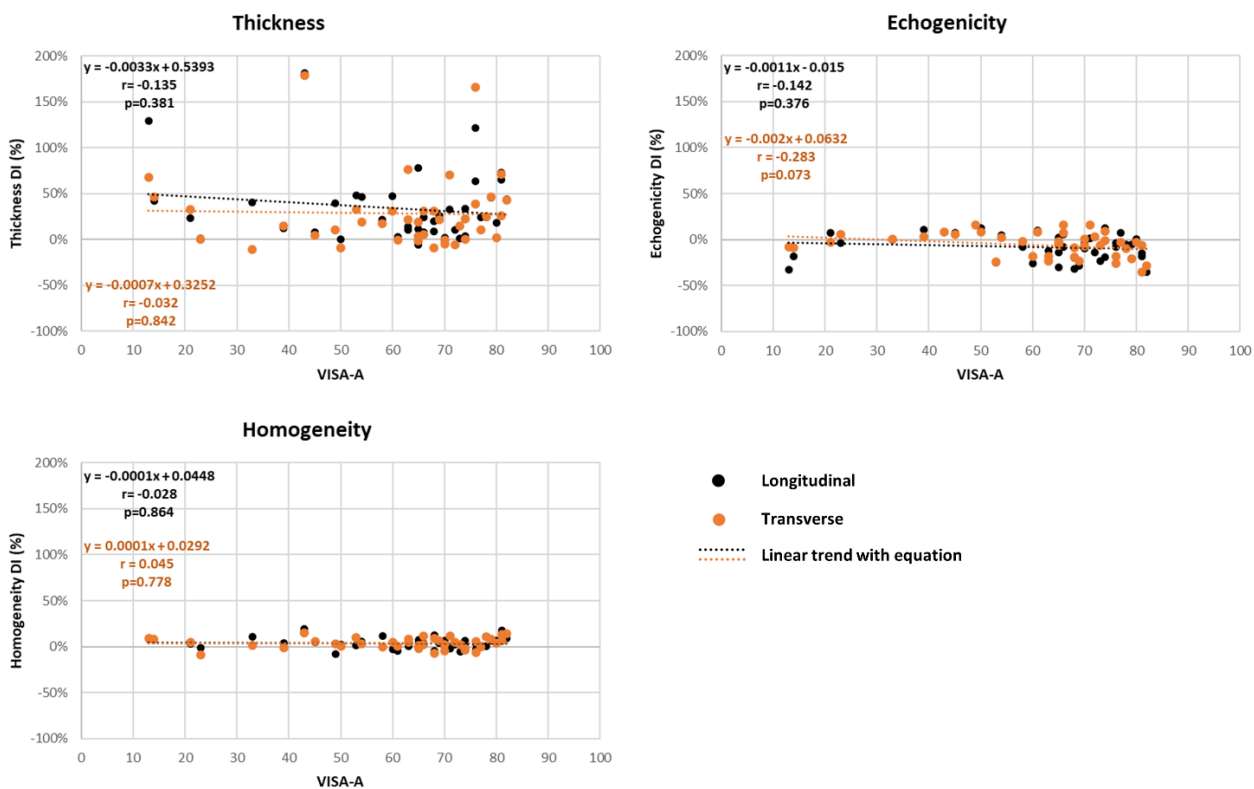 Thickness
200%
150%
100%
50%
0%
-50%
-100%
Thickness DI (%)
y = -0.0033x + 0.5393
r= -0.135
p=0.381
y = -0.0007x + 0.3252
r= -0.032
p=0.842
0 10 20 30 40 50 60 70 80 90 100
VISA-A
Echogenicity
200%
150%
100%
50%
0%
-50%
-100%
Echogenicity DI (%)
y = -0.0011x - 0.015
r= -0.142
p=0.376
y = -0.002x + 0.0632
r = -0.283
p=0.073
0 10 20 30 40 50 60 70 80 90 100
VISA-A
Homogeneity
200%
150%
100%
50%
0%
-50%
-100%
Homogeneity DI (%)
y = -0.0001x + 0.0448
r= -0.028
p=0.864
y = 0.0001x + 0.0292
r = 0.045
p=0.778
0 10 20 30 40 50 60 70 80 90 100
VISA-A
Longitudinal
Transverse
Linear trend with equation